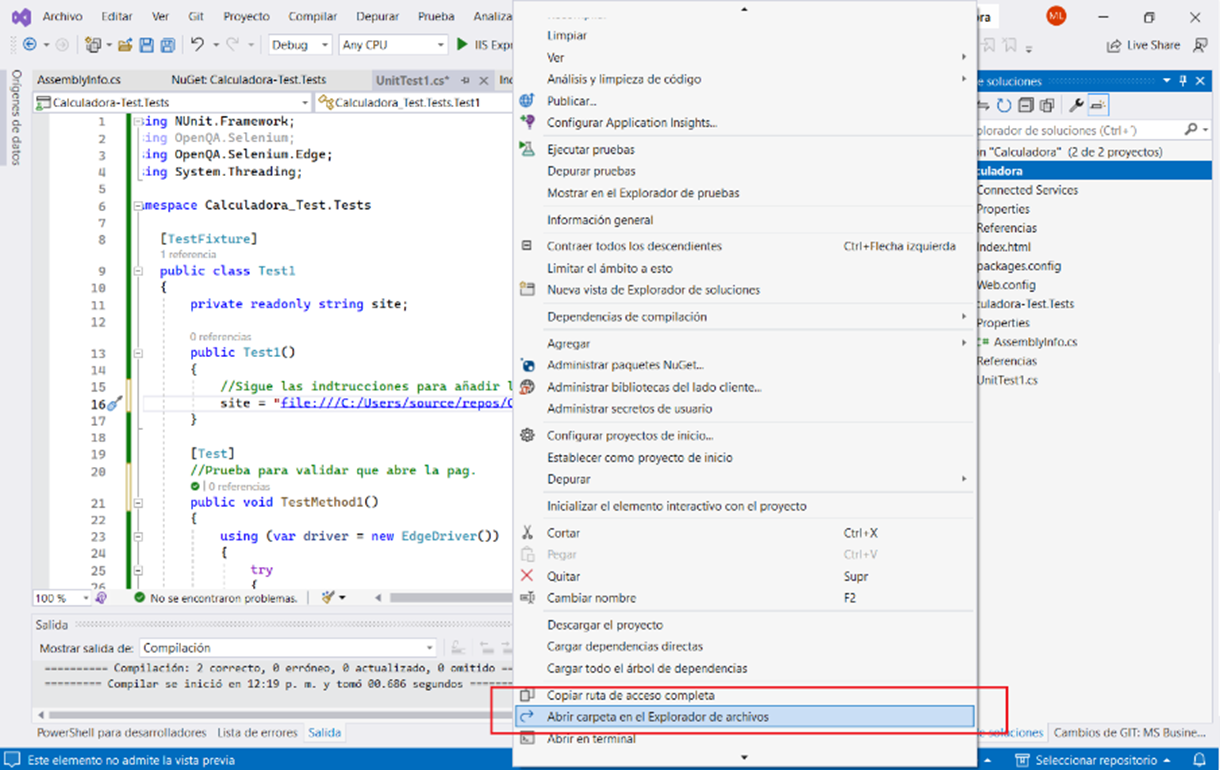 Archivo Editar Ver Git Proyecto Compilar Depurar Prueba Analiza
ora
ML
Debug Any CPU IIS Exp
Live Share
Orígenes de datos
AssemblyInfo.cs NuGet: Calculadora-Test.Tests UnitTest1.cs*
Calculadora-Test.Tests Calculadora_Test.Tests.Test1
1 ing NUnit.Framework;
2 ing OpenQA.Selenium;
3 ing OpenQA.Selenium.Edge;
4 ing System.Threading;
5
6 mespace Calculadora_Test.Tests
7
8 [TestFixture]
1 referencia
9 public class Test1
10 {
11 private readonly string site;
12
0 referencias
13 public Test1()
14 {
15 //Sigue las indtrucciones para añadir l
16 site = "file:///C:/Users/source/repos/C
17 }
18
19 [Test]
20 //Prueba para validar que abre la pag.
0 referencias
21 public void TestMethod1()
22 {
23 using (var driver = new EdgeDriver())
24 {
25 try
26 {
100 % No se encontraron problemas.
Salida
Mostrar salida de: Compilación
========== Compilación: 2 correcto, 0 erróneo, 0 actualizado, 0 omitido ==
========= Compilar se inició en 12:19 p. m. y tomó 00.686 segundos =======
PowerShell para desarrolladores Lista de errores Salida
Este elemento no admite la vista previa
Limpiar
Ver
Análisis y limpieza de código
Publicar...
Configurar Application Insights...
Ejecutar pruebas
Depurar pruebas
Mostrar en el Explorador de pruebas
Información general
Contraer todos los descendientes Ctrl+Flecha izquierda
Limitar el ámbito a esto
Nueva vista de Explorador de soluciones
Dependencias de compilación
Agregar
Administrar paquetes NuGet...
Administrar bibliotecas del lado cliente...
Administrar secretos de usuario
Configurar proyectos de inicio...
Establecer como proyecto de inicio
Depurar
Inicializar el elemento interactivo con el proyecto
Cortar Ctrl+X
Pegar Ctrl+V
Quitar Supr
Cambiar nombre F2
Descargar el proyecto
Cargar dependencias directas
Cargar todo el árbol de dependencias
Copiar ruta de acceso completa
Abrir carpeta en el Explorador de archivos
Abrir en terminal
e soluciones
plorador de soluciones (Ctrl+´)
n "Calculadora" (2 de 2 proyectos)
culadora
Connected Services
Properties
Referencias
Index.html
packages.config
Web.config
culadora-Test.Tests
Properties
AssemblyInfo.cs
Referencias
UnitTest1.cs
e soluciones Cambios de GIT: MS Busine...
Seleccionar repositorio